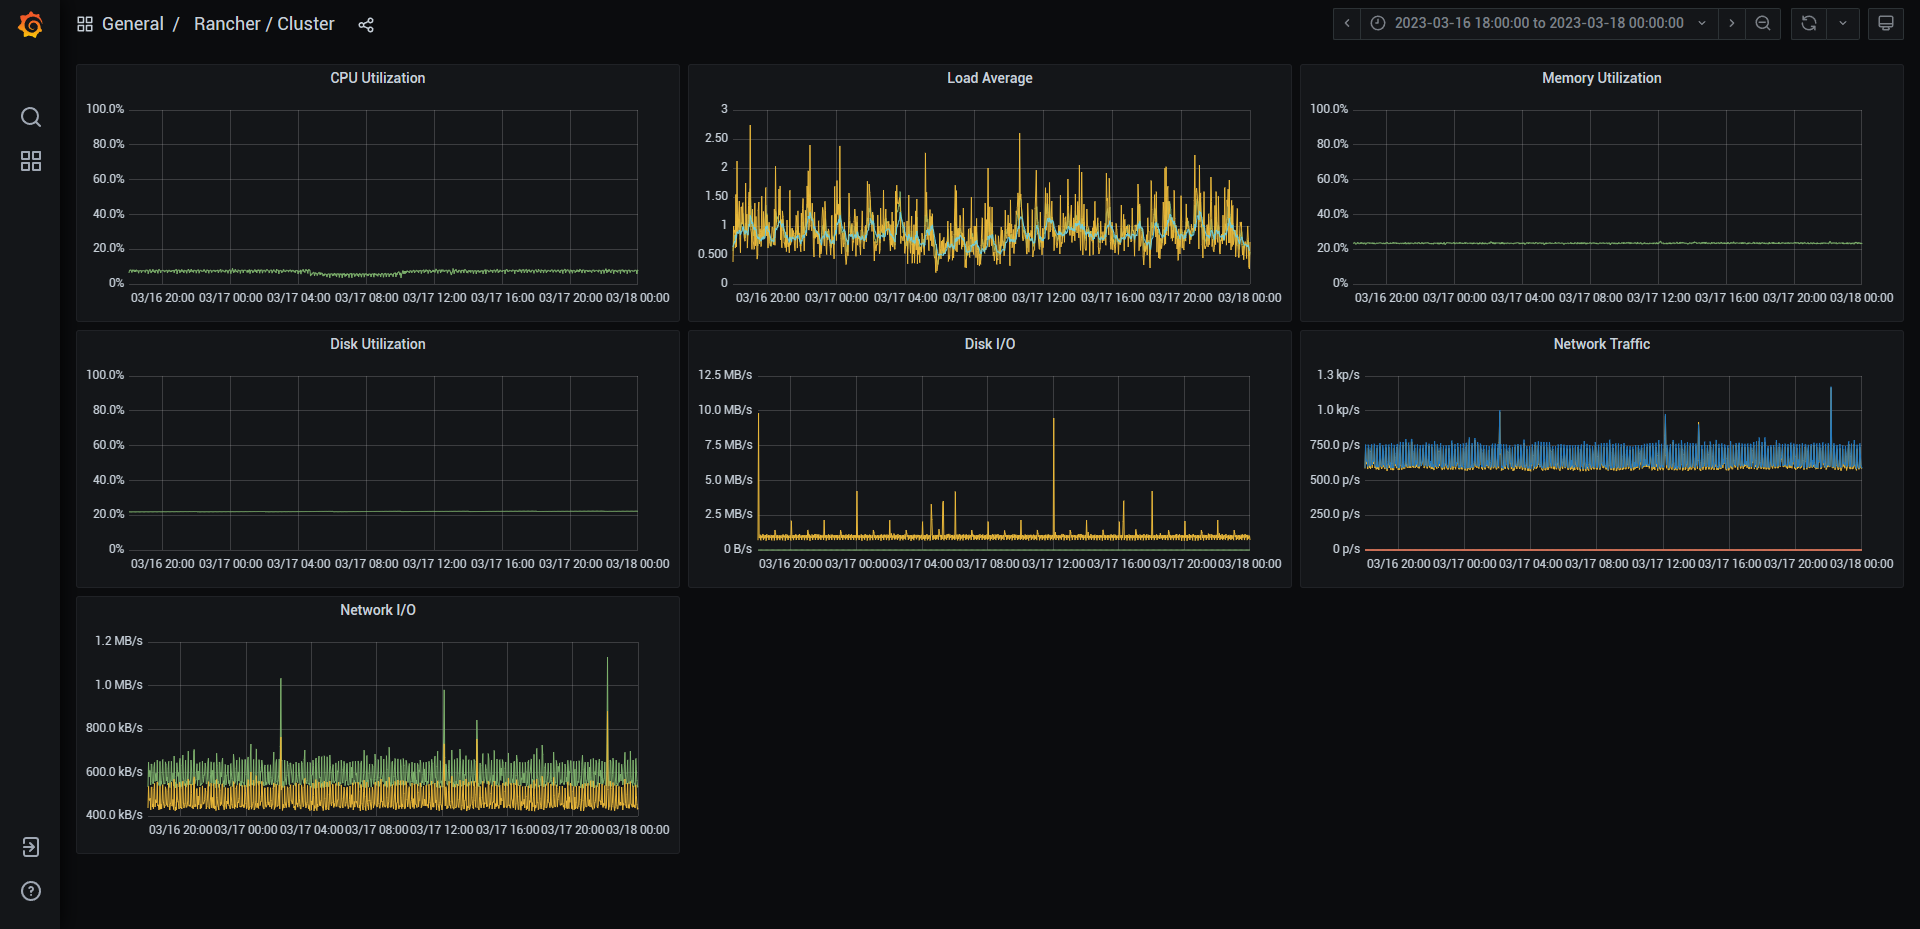 General / Rancher / Cluster
2023-03-16 18:00:00 to 2023-03-18 00:00:00
CPU Utilization
100.0%
80.0%
60.0%
40.0%
20.0%
0%
03/16 20:00 03/17 00:00 03/17 04:00 03/17 08:00 03/17 12:00 03/17 16:00 03/17 20:00 03/18 00:00
Load Average
3
2.50
2
1.50
1
0.500
0
03/16 20:00 03/17 00:00 03/17 04:00 03/17 08:00 03/17 12:00 03/17 16:00 03/17 20:00 03/18 00:00
Memory Utilization
100.0%
80.0%
60.0%
40.0%
20.0%
0%
03/16 20:00 03/17 00:00 03/17 04:00 03/17 08:00 03/17 12:00 03/17 16:00 03/17 20:00 03/18 00:00
Disk Utilization
100.0%
80.0%
60.0%
40.0%
20.0%
0%
03/16 20:00 03/17 00:00 03/17 04:00 03/17 08:00 03/17 12:00 03/17 16:00 03/17 20:00 03/18 00:00
Disk I/O
12.5 MB/s
10.0 MB/s
7.5 MB/s
5.0 MB/s
2.5 MB/s
0 B/s
03/16 20:00 03/17 00:00 03/17 04:00 03/17 08:00 03/17 12:00 03/17 16:00 03/17 20:00 03/18 00:00
Network Traffic
1.3 kp/s
1.0 kp/s
750.0 p/s
500.0 p/s
250.0 p/s
0 p/s
03/16 20:00 03/17 00:00 03/17 04:00 03/17 08:00 03/17 12:00 03/17 16:00 03/17 20:00 03/18 00:00
Network I/O
1.2 MB/s
1.0 MB/s
800.0 kB/s
600.0 kB/s
400.0 kB/s
03/16 20:00 03/17 00:00 03/17 04:00 03/17 08:00 03/17 12:00 03/17 16:00 03/17 20:00 03/18 00:00